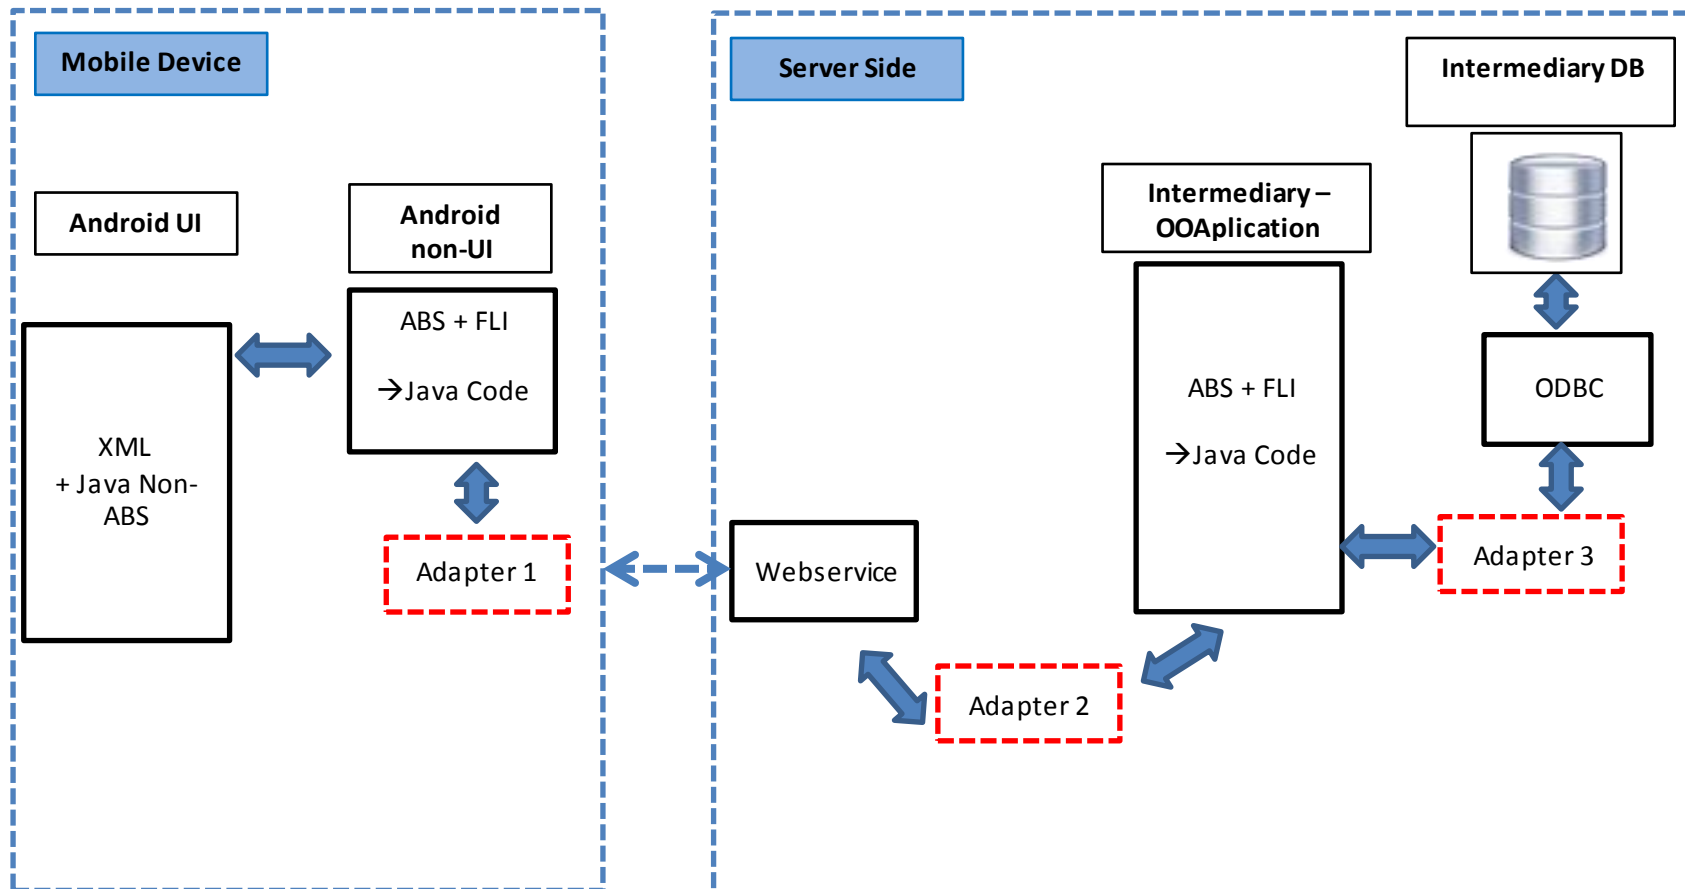 Mobile Device
Server Side
Intermediary DB
Android UI
Android
non-UI
Intermediary –
OOAplication
ABS + FLI
→Java Code
XML
+ Java Non-
ABS
ABS + FLI
→Java Code
ODBC
Adapter 1
Webservice
Adapter 3
Adapter 2